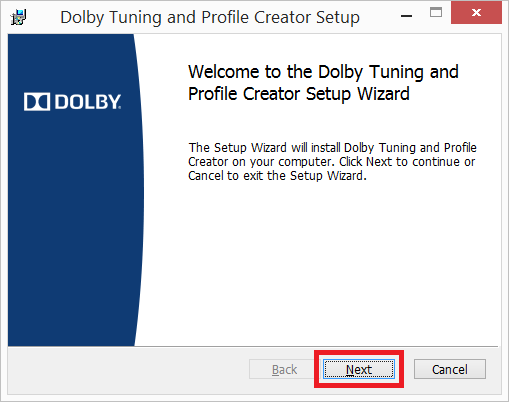 Dolby Tuning and Profile Creator Setup
DOLBY
Welcome to the Dolby Tuning and
Profile Creator Setup Wizard
The Setup Wizard will install Dolby Tuning and Profile
Creator on your computer. Click Next to continue or
Cancel to exit the Setup Wizard.
Back
Next
Cancel